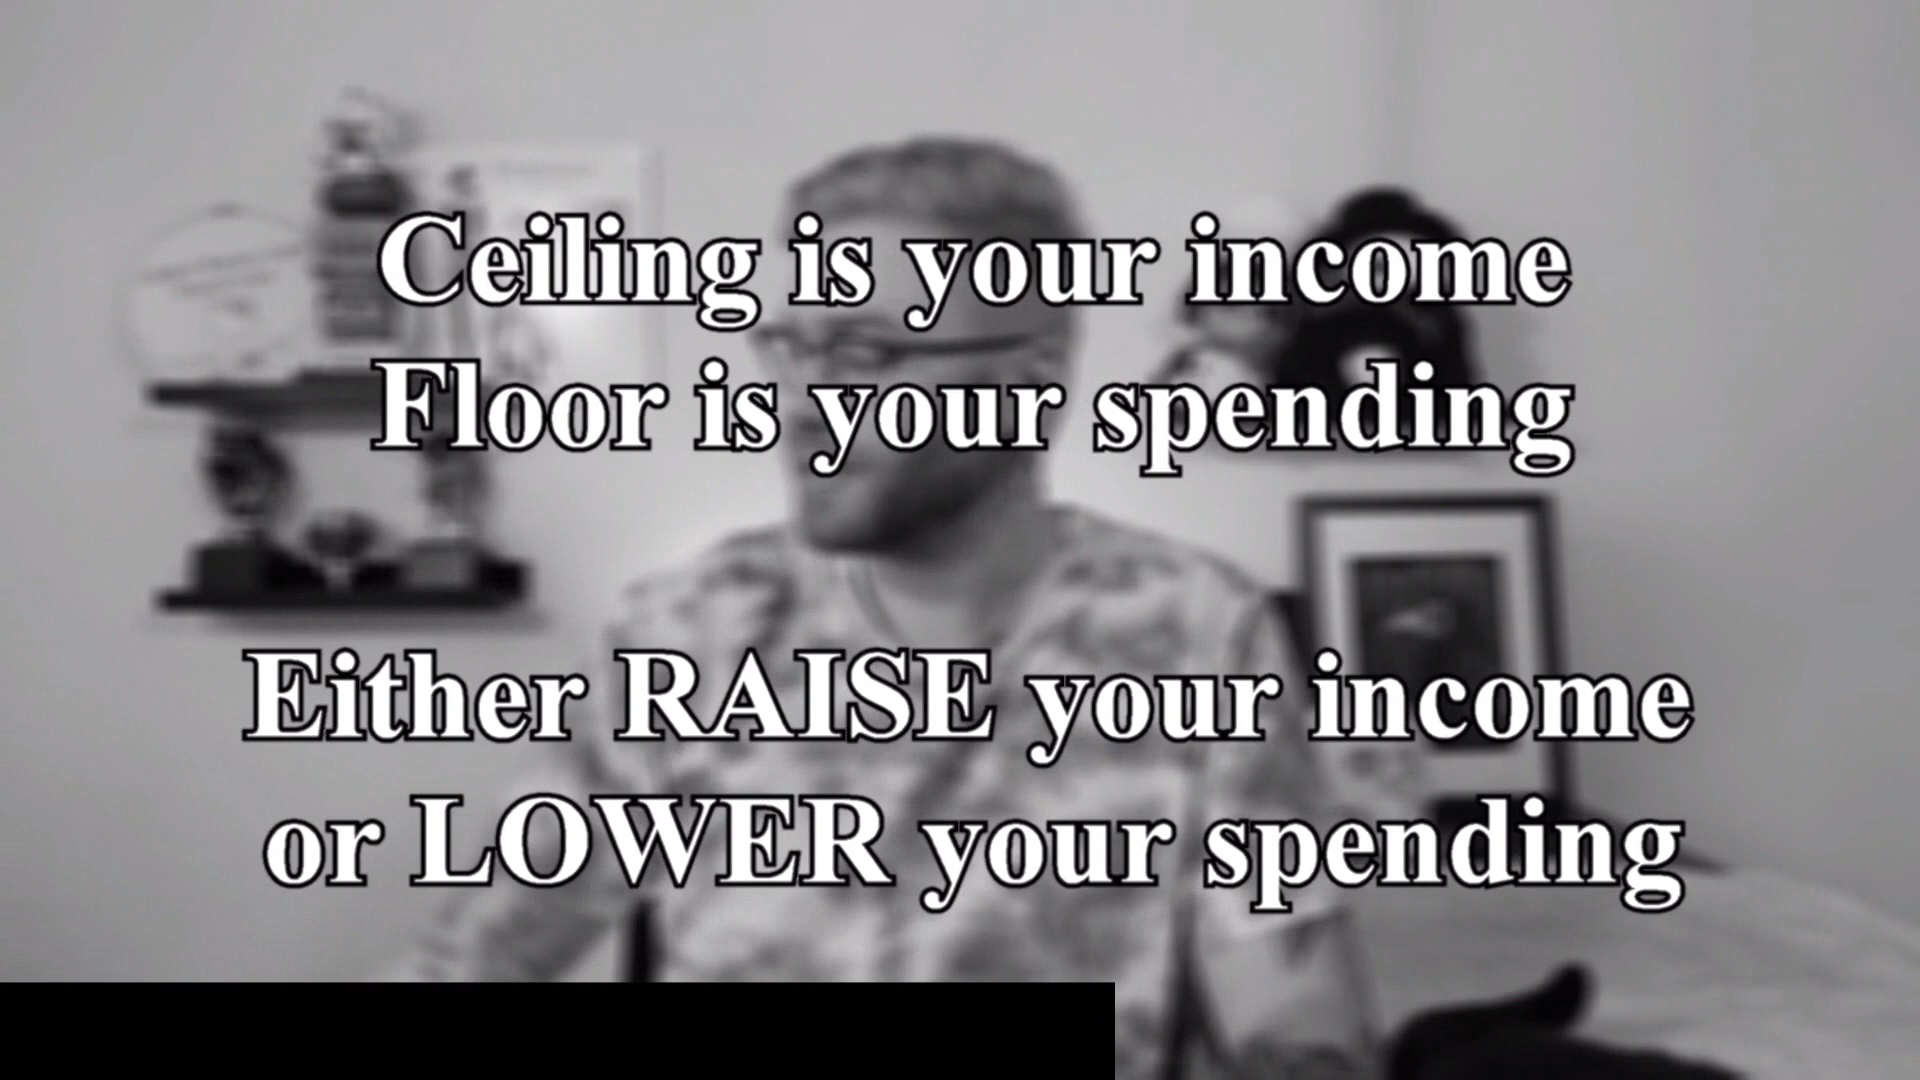 Ceiling is your income
Floor is your spending
Either RAISE your income
or LOWER your spending